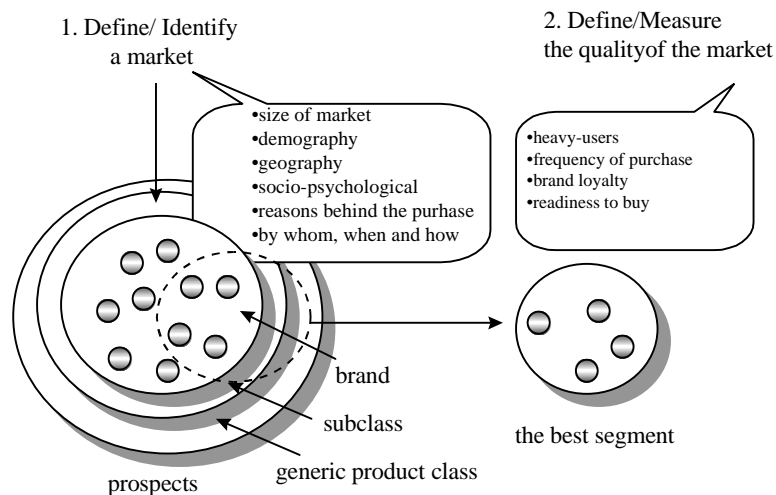 1. Define/ Identify
a market
2. Define/Measure
the qualityof the market
•size of market
•demography
•geography
•socio-psychological
•reasons behind the purhase
•by whom, when and how
•heavy-users
•frequency of purchase
•brand loyalty
•readiness to buy
brand
subclass
generic product class
prospects
the best segment